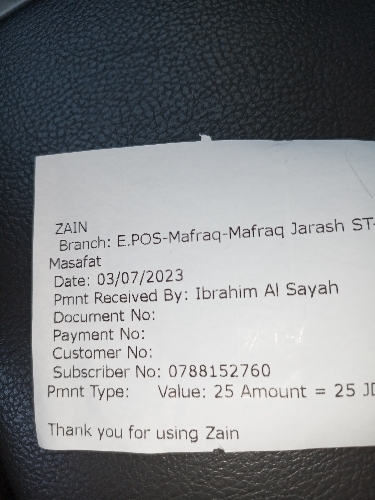 ZAIN
Branch: E.POS-Mafraq-Mafraq Jarash ST-
Masafat
Date: 03/07/2023
Pmnt Received By: Ibrahim Al Sayah
Document No:
Payment No:
Customer No:
Subscriber No: 0788152760
Pmnt Type: Value: 25 Amount = 25 JD
Thank you for using Zain